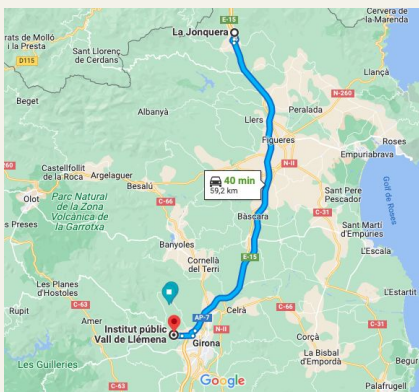 Cervera de
la Marenda
E-15
La Jonquera
rats de Molló
i la Presta
Sant Llorenç
de Cerdans
D115
Llançà
N-260
Beget
Albanyà
Peralada
Llers
Figueres
Roses
N-II
Empuriabrava
260
Castellfollit
de la Roca
Argelaguer
40 min
59,2 km
Besalú
Golf de Roses
Olot
C-66
Sant Pere
Pescador
Parc Natural
de la Zona
Volcànica de
la Garrotxa
C-31
Bàscara
s Preses
Sant Martí
d'Empúries
Banyoles
L'Escala
Cornellà
del Terri
E-15
Les Planes
d'Hostoles
L'Estartit
C-63
AP-7
Celrà
C-66
Rupit
Amer
Institut públic
Vall de Llémena
N-II
Girona
Corçà
C-31
La Bisbal
d'Empordà
Begur
Les Guilleries
C-63
Google
Palafrugell